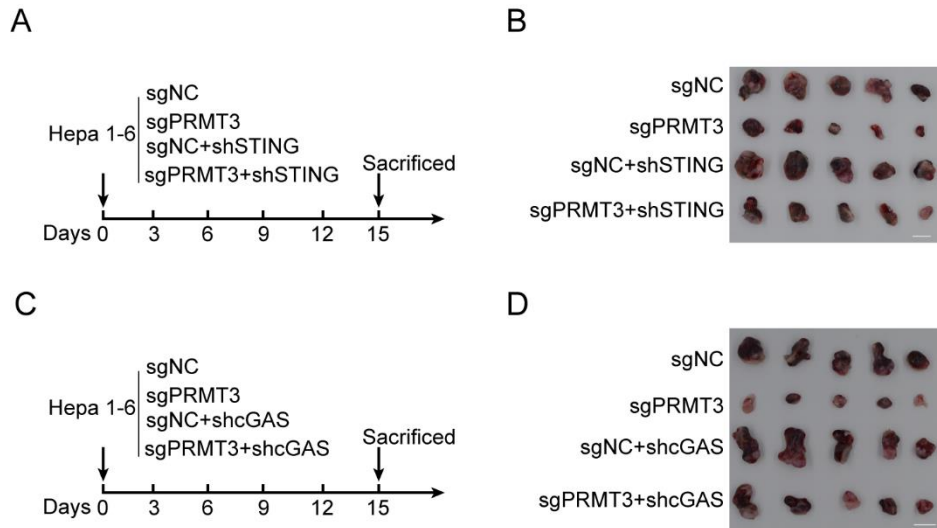 A
sgNC
sgPRMT3
Hepa 1-6
sgNC+shSTING
sgPRMT3+shSTING
Sacrificed
Days 0 3 6 9 12 15
B
sgNC
sgPRMT3
sgNC+shSTING
sgPRMT3+shSTING
C
sgNC
sgPRMT3
Hepa 1-6
sgNC+shcGAS
sgPRMT3+shcGAS
Sacrificed
Days 0 3 6 9 12 15
D
sgNC
sgPRMT3
sgNC+shcGAS
sgPRMT3+shcGAS